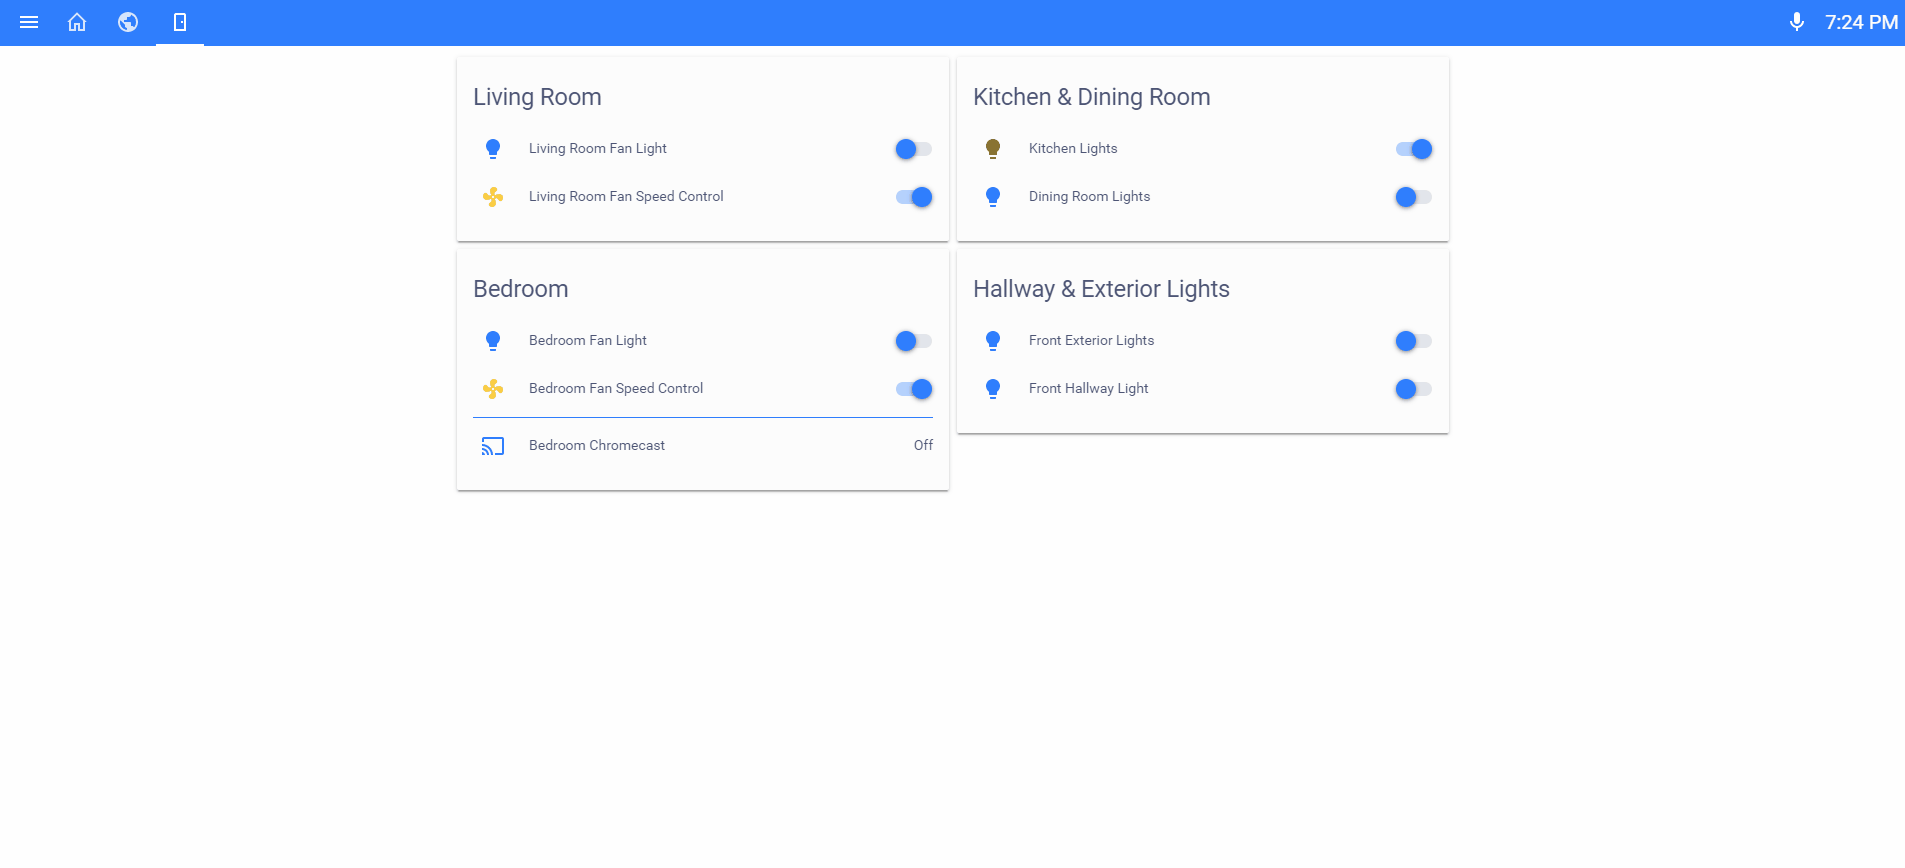 7:24 PM
Living Room
Living Room Fan Light
Living Room Fan Speed Control
Kitchen & Dining Room
Kitchen Lights
Dining Room Lights
Bedroom
Bedroom Fan Light
Bedroom Fan Speed Control
Bedroom Chromecast Off
Hallway & Exterior Lights
Front Exterior Lights
Front Hallway Light